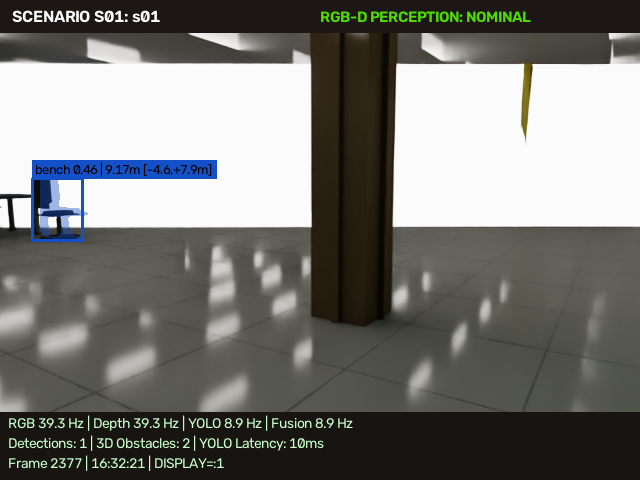 SCENARIO S01: s01
RGB-D PERCEPTION: NOMINAL
bench 0.46 | 9.17m [-4.6,+7.9m]
RGB 39.3 Hz | Depth 39.3 Hz | YOLO 8.9 Hz | Fusion 8.9 Hz
Detections: 1 | 3D Obstacles: 2 | YOLO Latency: 10ms
Frame 2377 | 16:32:21 | DISPLAY=:1